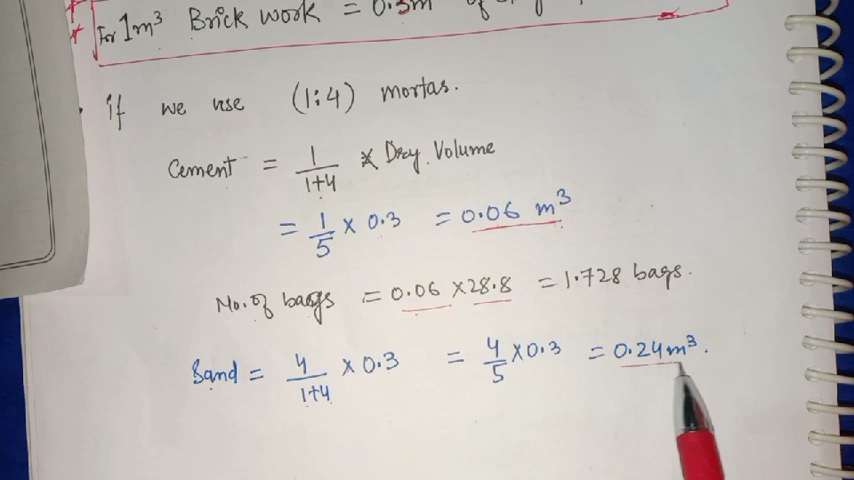 For 1m³ Brick work = 0.3m
if we use (1:4) mortas.
Cement = 1/1+4 × Dry Volume
= 1/5 × 0.3 = 0.06 m³
No. of bags = 0.06 × 28.8 = 1.728 bags.
Sand = 4/1+4 × 0.3 = 4/5 × 0.3 = 0.24m³.